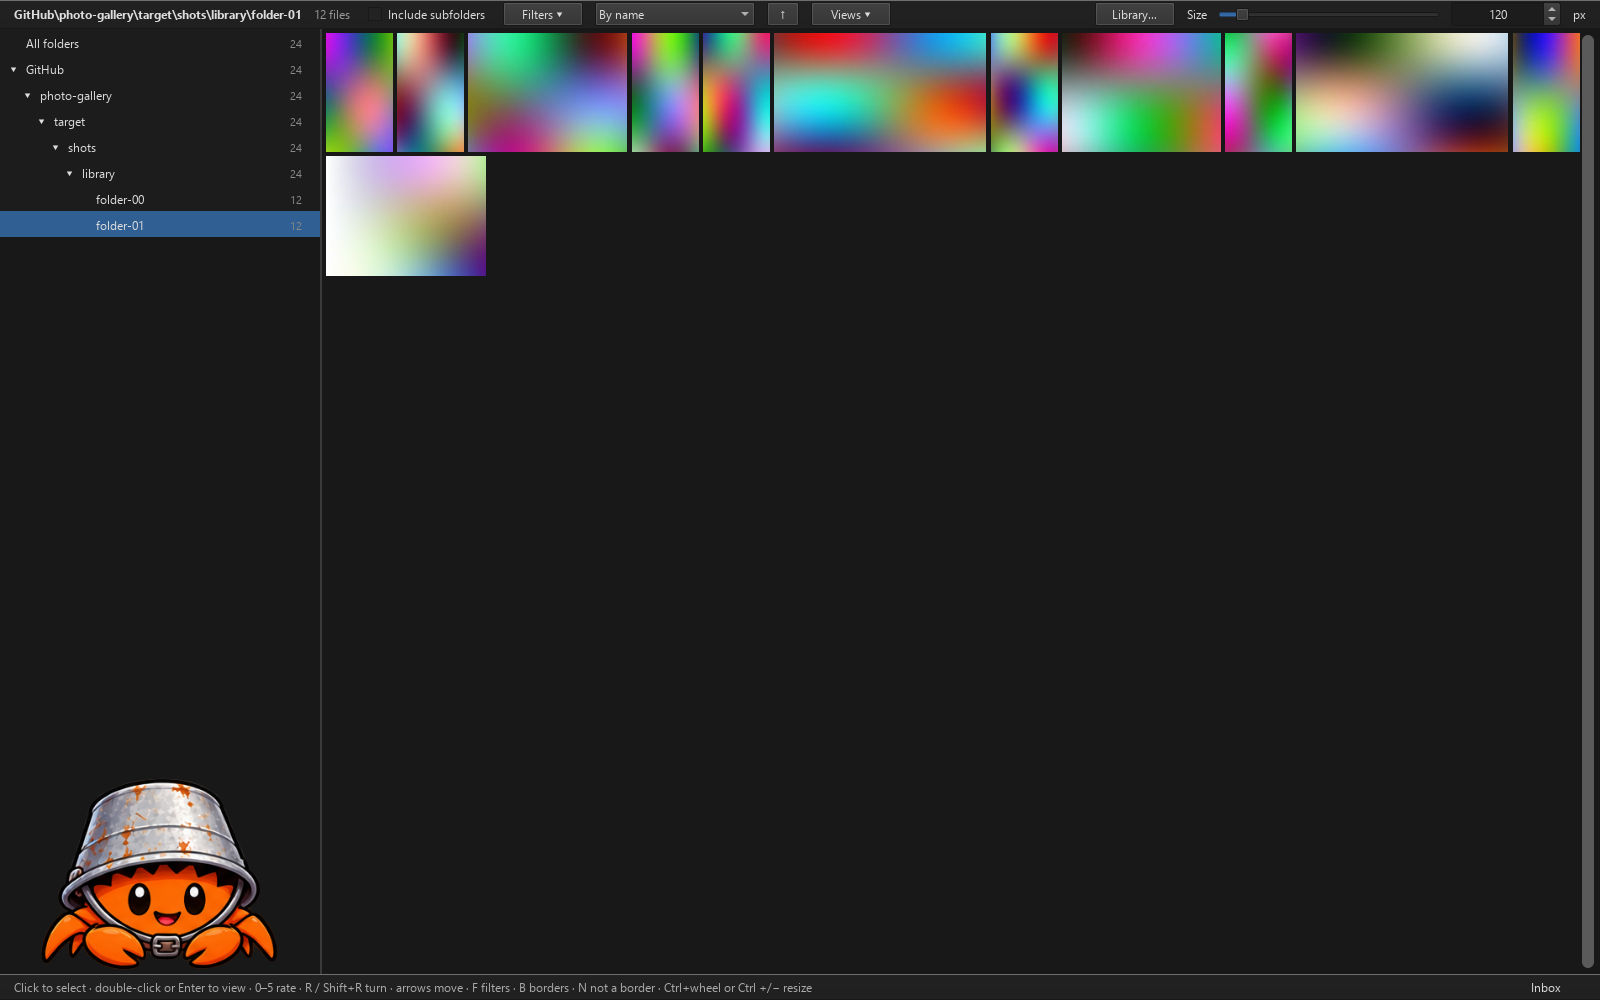 GitHub\photo-gallery\target\shots\library\folder-01 12 files Include subfolders Filters ▾ By name ↑ Views ▾ Library... Size 120 px
All folders 24
GitHub 24
photo-gallery 24
target 24
shots 24
library 24
folder-00 12
folder-01 12
Click to select · double-click or Enter to view · 0–5 rate · R / Shift+R turn · arrows move · F filters · B borders · N not a border · Ctrl+wheel or Ctrl +/− resize Inbox